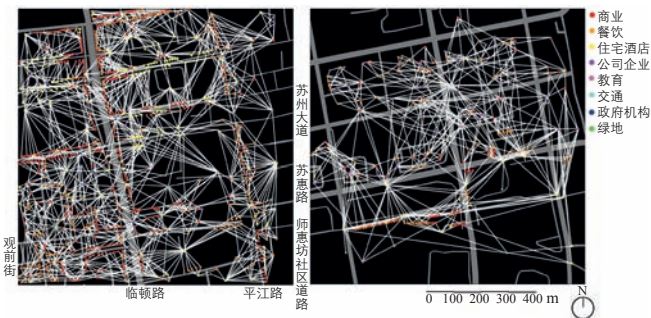 商业
餐饮
住宅酒店
公司企业
教育
交通
政府机构
绿地
苏州大道
苏惠路
师惠坊社区道路
观前街
临顿路
平江路
0 100 200 300 400 m
N